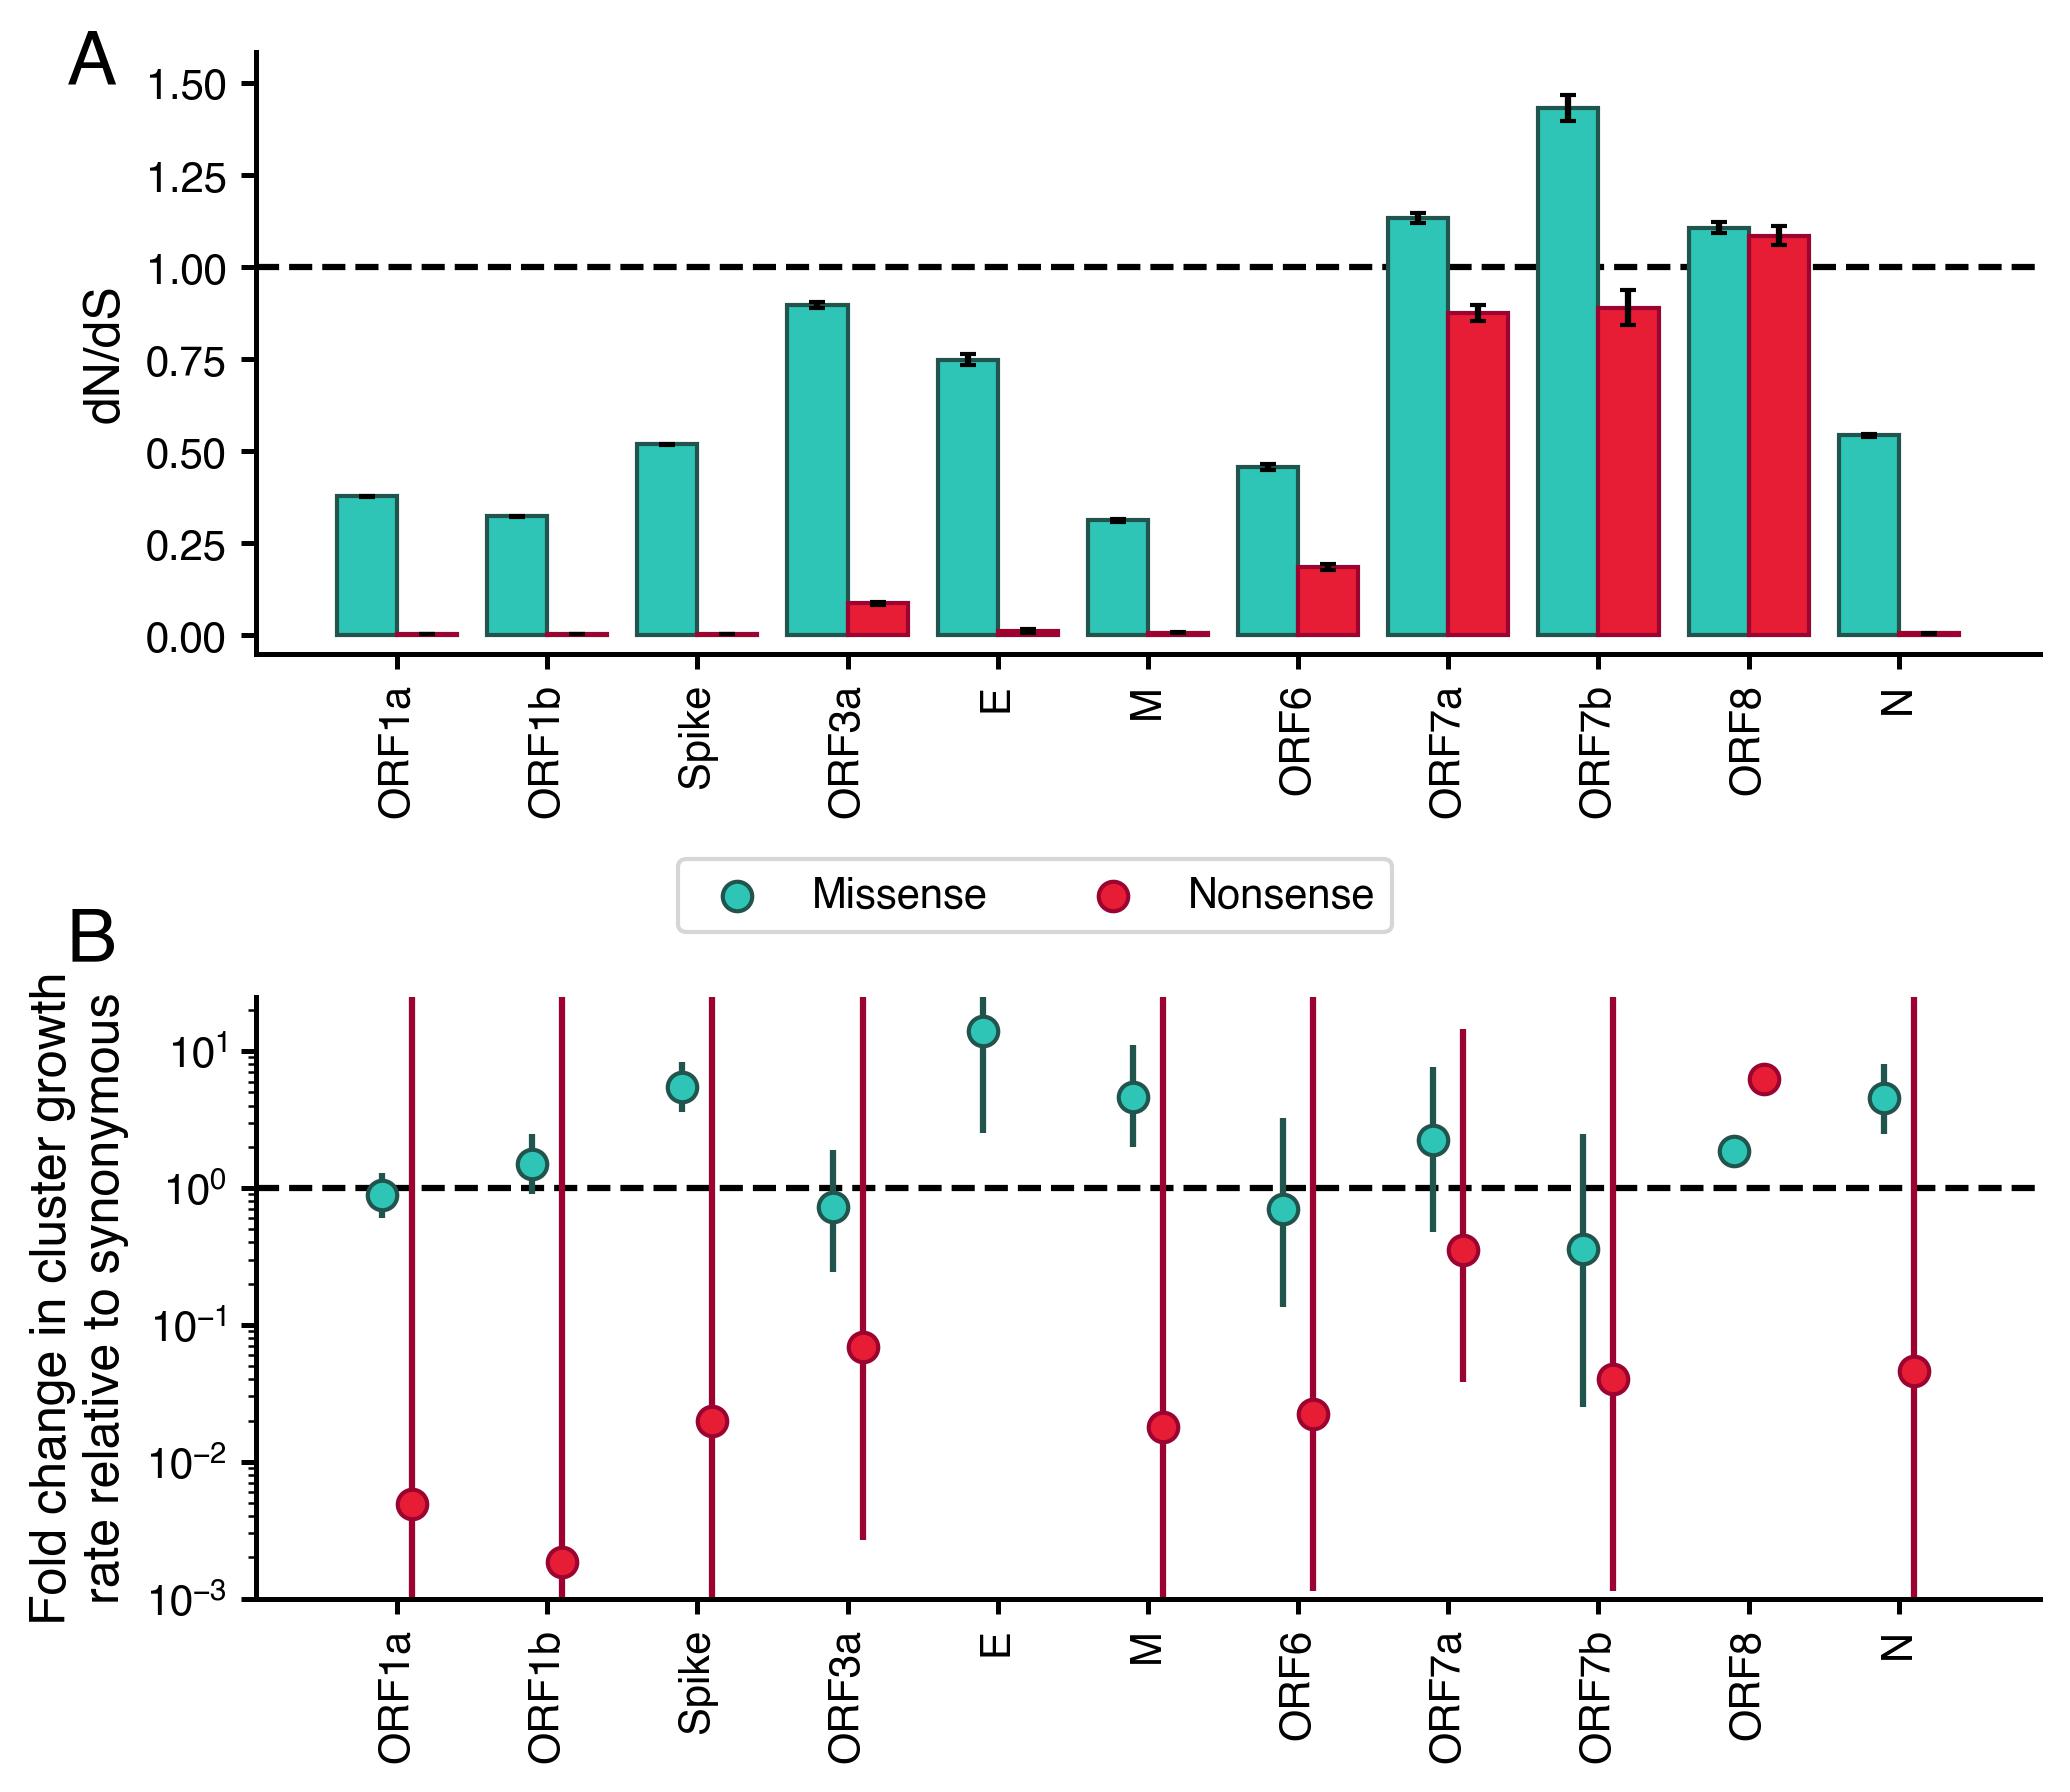 A
1.50
1.25
1.00
0.75
0.50
0.25
0.00
dN/dS
ORF1a
ORF1b
Spike
ORF3a
E
M
ORF6
ORF7a
ORF7b
ORF8
N
Missense
Nonsense
B
Fold change in cluster growth
rate relative to synonymous
10¹
10⁰
10⁻¹
10⁻²
10⁻³
ORF1a
ORF1b
Spike
ORF3a
E
M
ORF6
ORF7a
ORF7b
ORF8
N